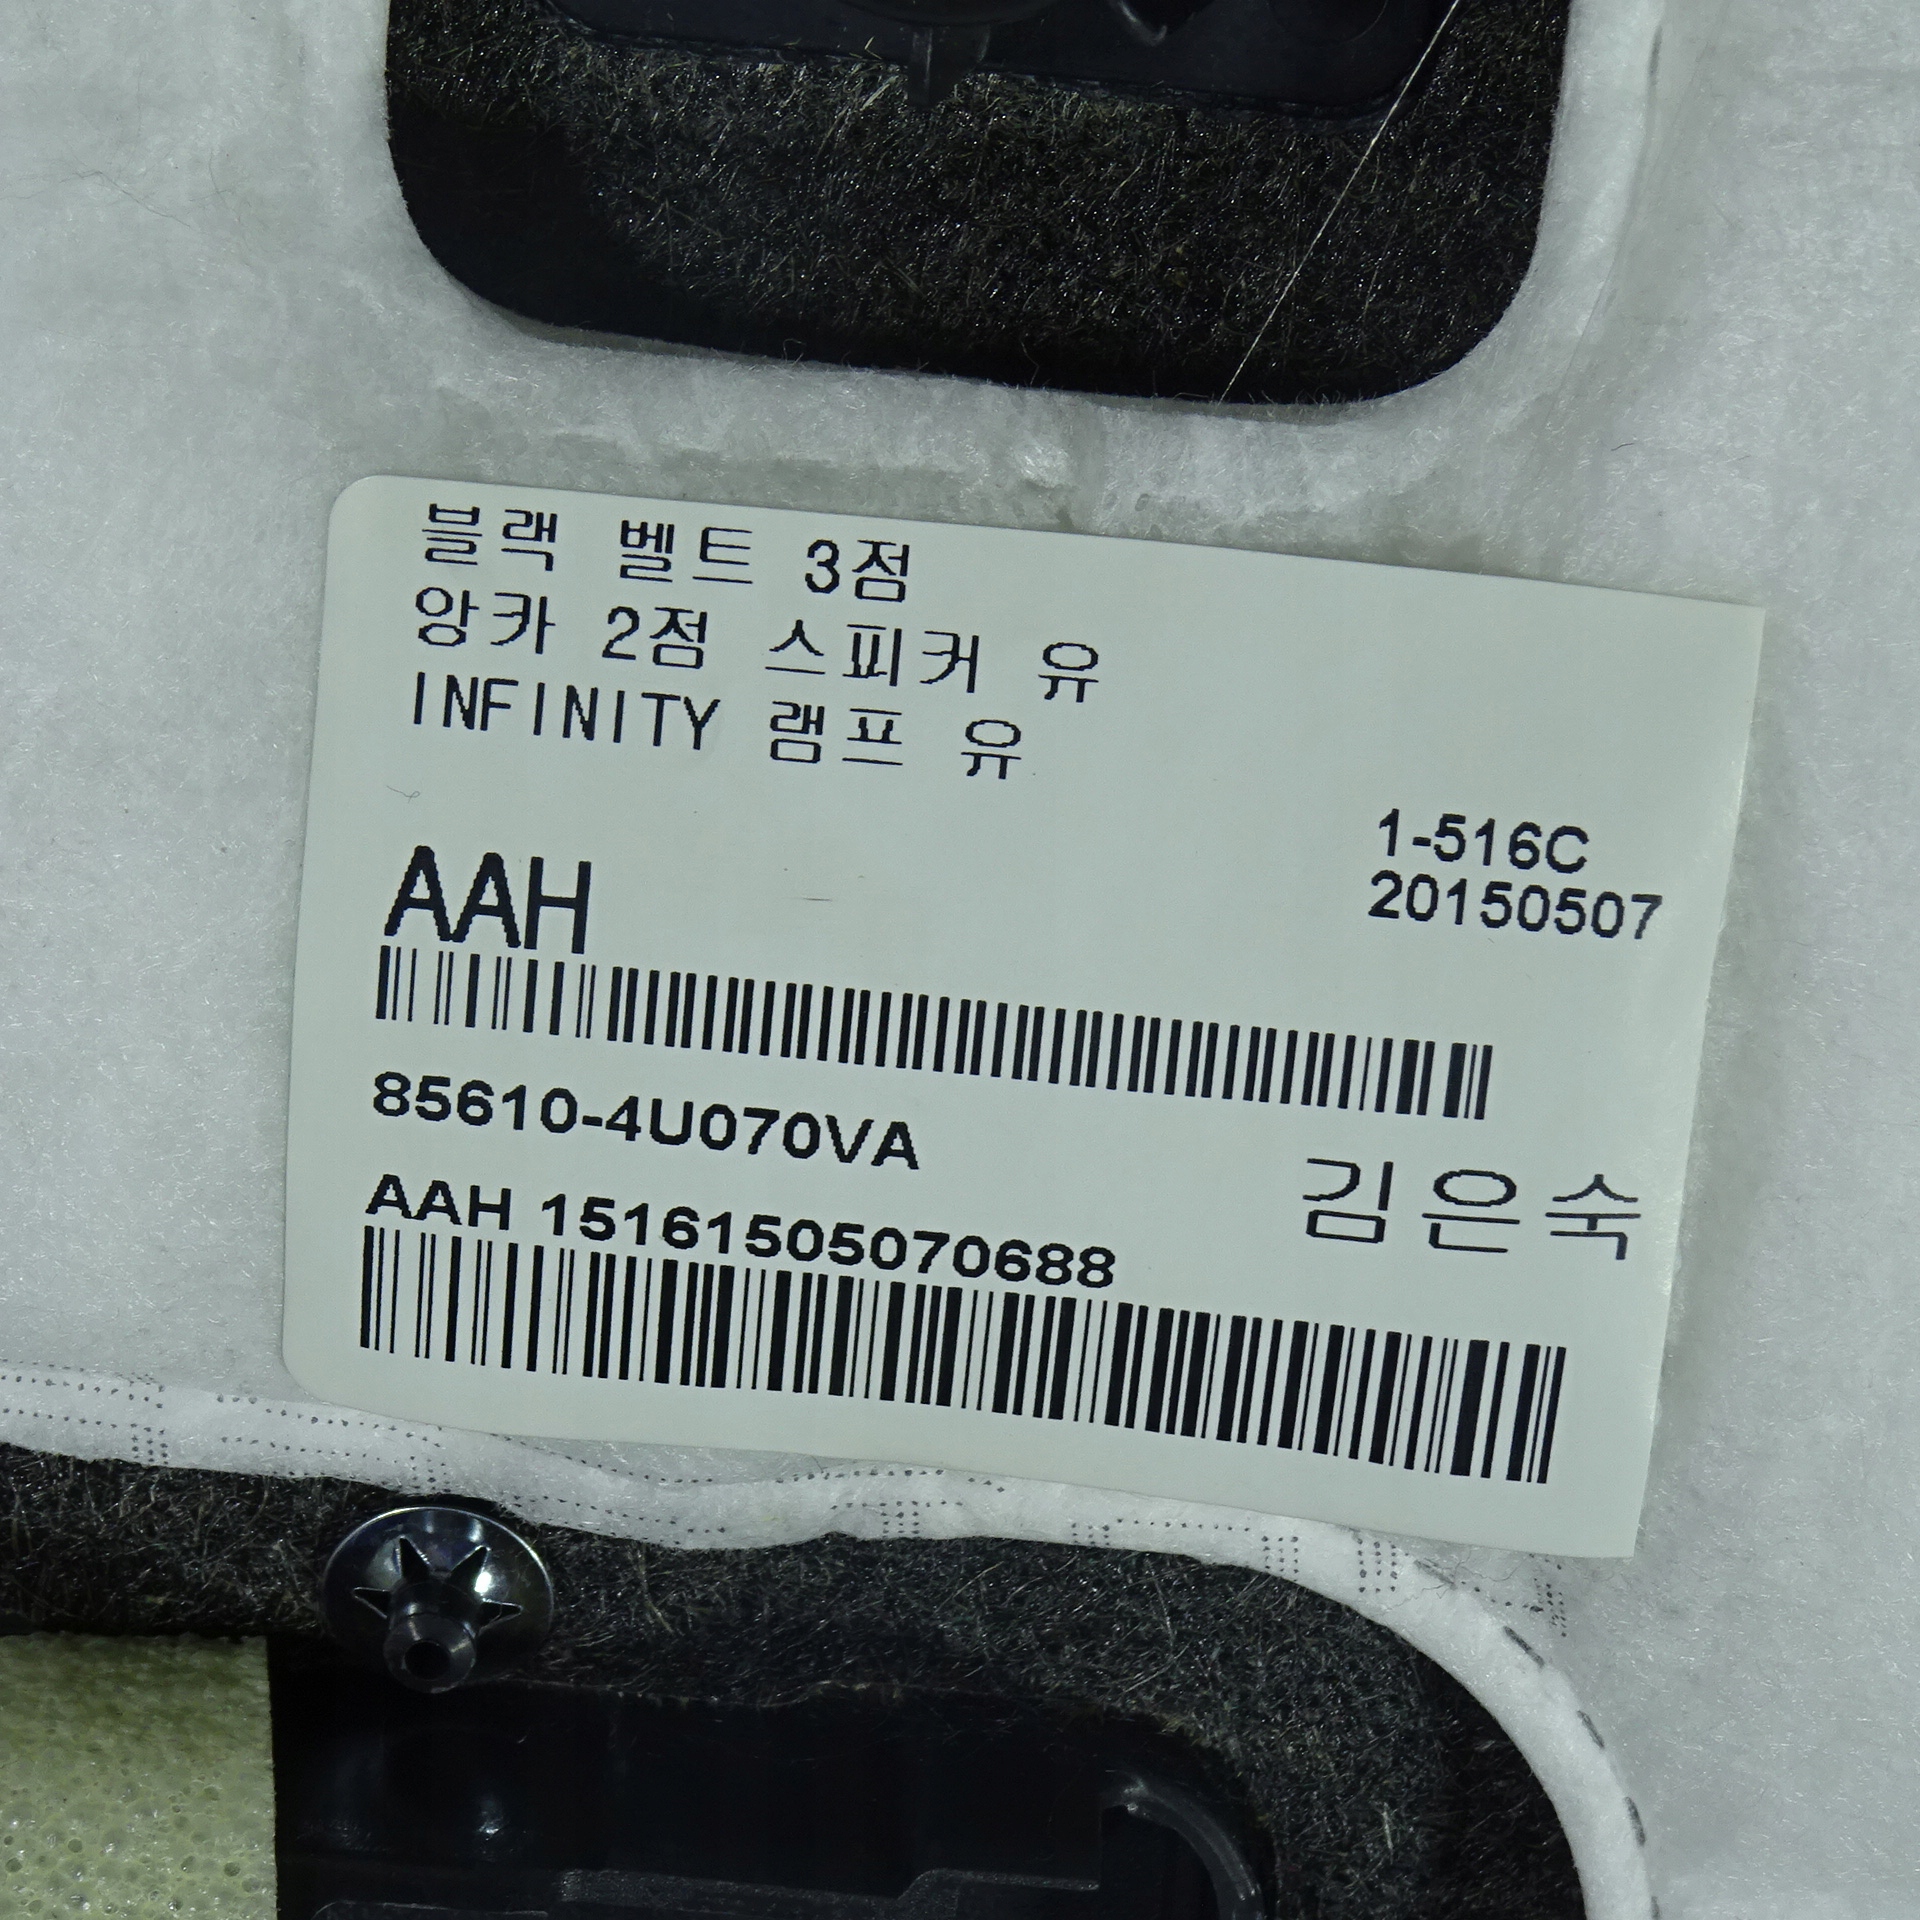 블랙 벨트 3점
앙카 2점 스피커 유
INFINITY 램프 유
1-516C
20150507
AAH
85610-4U070VA
김은숙
AAH 15161505070688